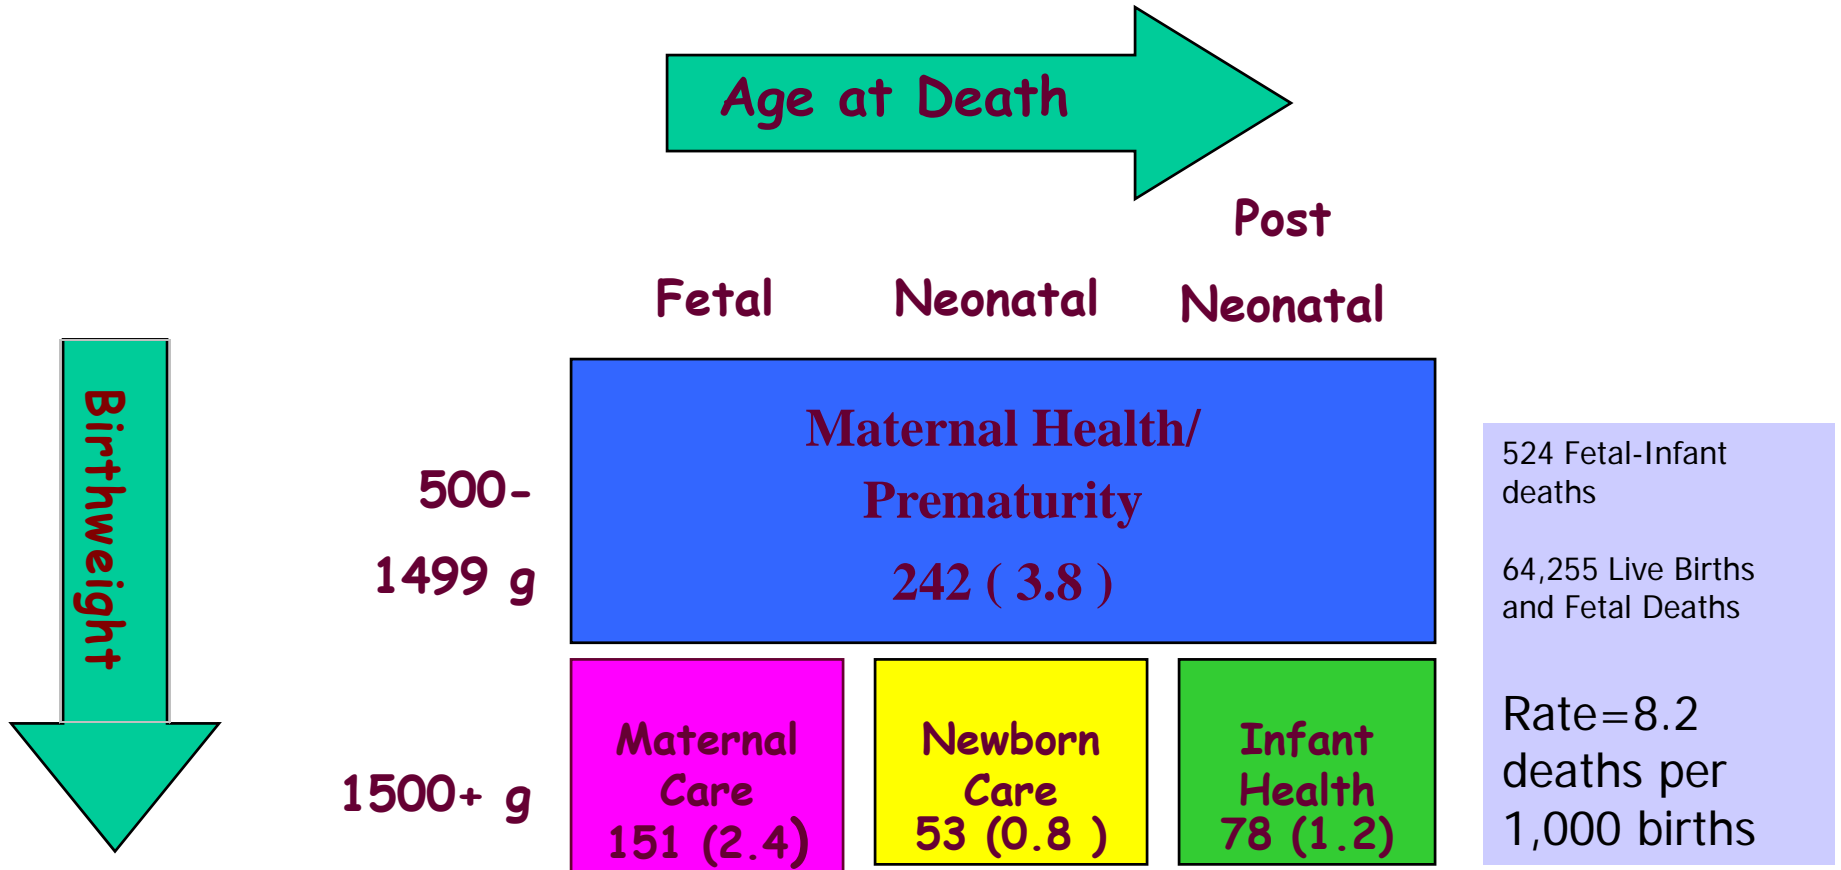 Age at Death
Post
Fetal Neonatal Neonatal
Birthweight
500-
1499 g
Maternal Health/
Prematurity
242 ( 3.8 )
1500+ g
Maternal
Care
151 (2.4)
Newborn
Care
53 (0.8 )
Infant
Health
78 (1.2)
524 Fetal-Infant
deaths
64,255 Live Births
and Fetal Deaths
Rate=8.2
deaths per
1,000 births